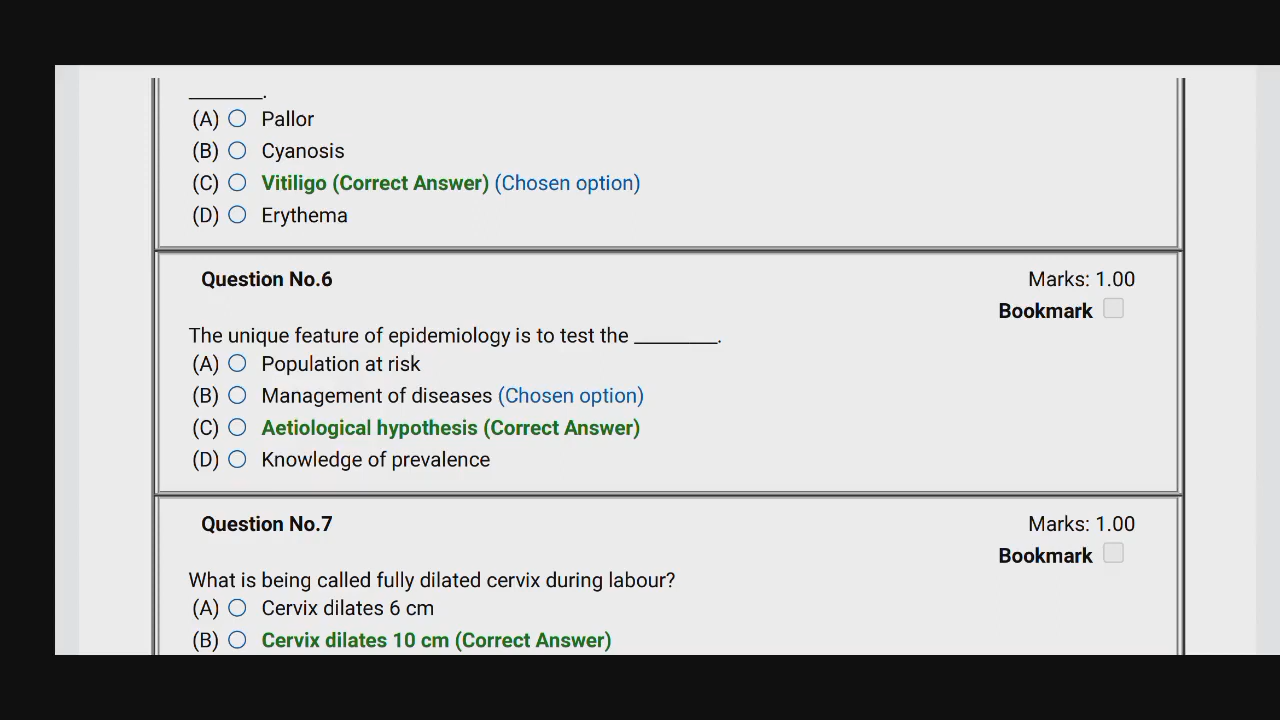 ________.
(A) Pallor
(B) Cyanosis
(C) Vitiligo (Correct Answer) (Chosen option)
(D) Erythema
Question No.6 Marks: 1.00
Bookmark
The unique feature of epidemiology is to test the ________.
(A) Population at risk
(B) Management of diseases (Chosen option)
(C) Aetiological hypothesis (Correct Answer)
(D) Knowledge of prevalence
Question No.7 Marks: 1.00
Bookmark
What is being called fully dilated cervix during labour?
(A) Cervix dilates 6 cm
(B) Cervix dilates 10 cm (Correct Answer)